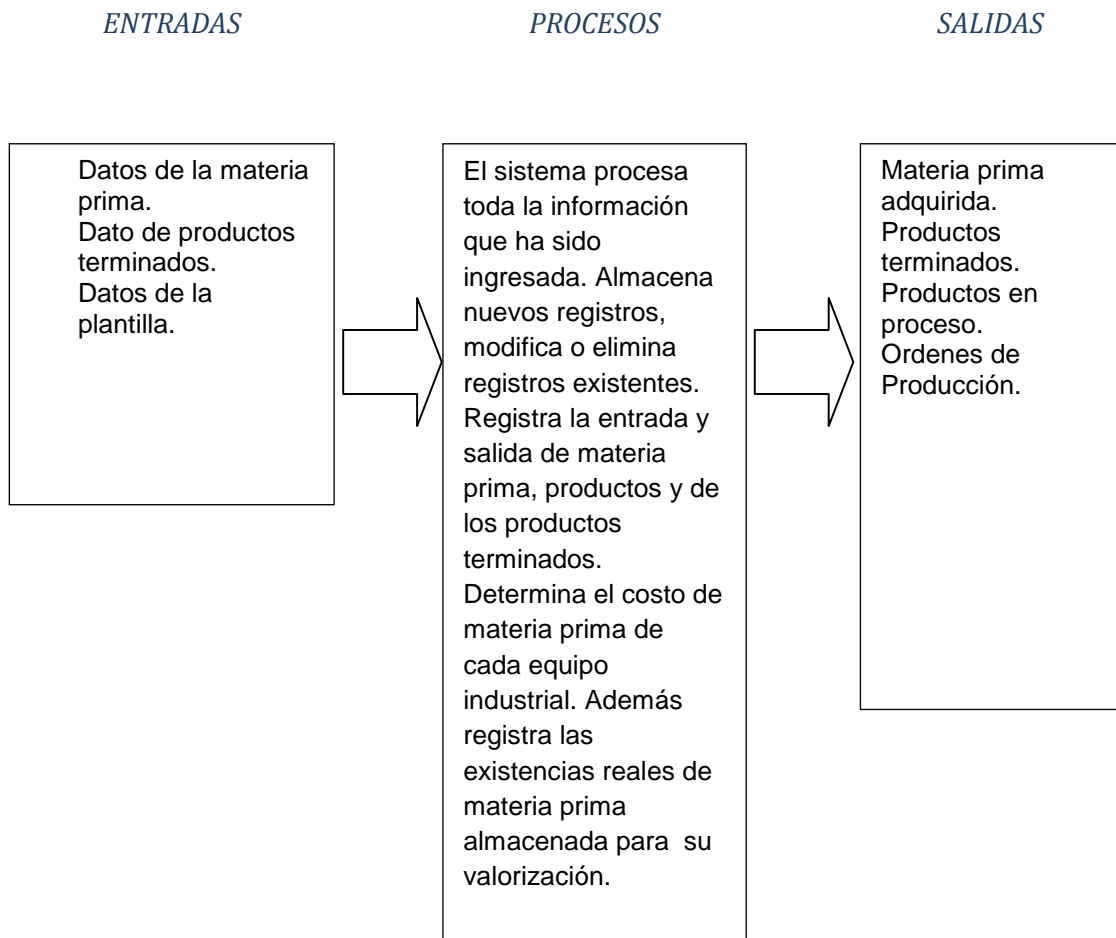 ENTRADAS
PROCESOS
SALIDAS
Datos de la materia
prima.
Dato de productos
terminados.
Datos de la
plantilla.
El sistema procesa
toda la información
que ha sido
ingresada. Almacena
nuevos registros,
modifica o elimina
registros existentes.
Registra la entrada y
salida de materia
prima, productos y de
los productos
terminados.
Determina el costo de
materia prima de
cada equipo
industrial. Además
registra las
existencias reales de
materia prima
almacenada para  su
valorización.
Materia prima
adquirida.
Productos
terminados.
Productos en
proceso.
Ordenes de
Producción.